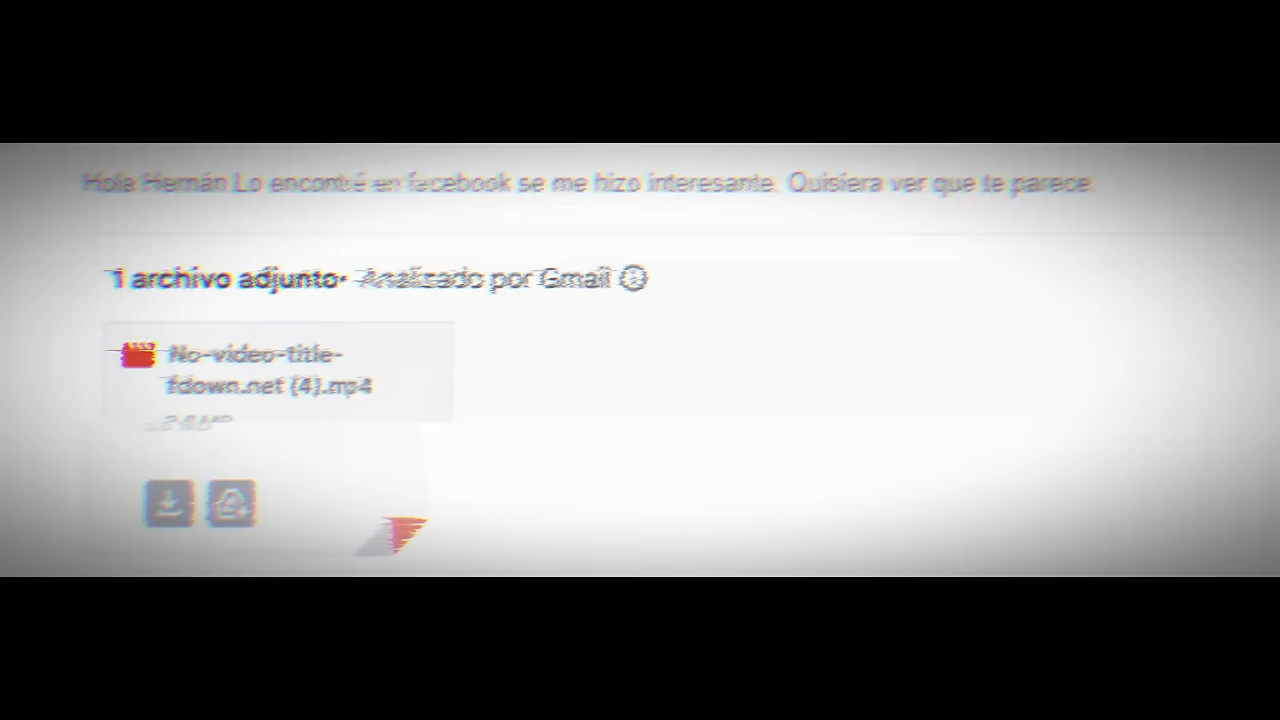 Hola Hernán Lo encontré en facebook se me hizo interesante. Quisiera ver que te parece.
1 archivo adjunto· Analizado por Gmail
No-video-title-
fdown.net (4).mp4